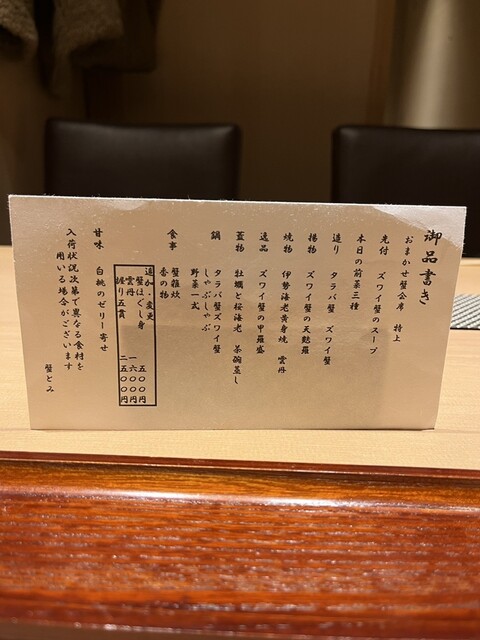 御品書き
おまかせ蟹会席 特上
先付 ズワイ蟹のスープ
本日の前菜三種
造り タラバ蟹 ズワイ蟹
揚物 ズワイ蟹の天麩羅
焼物 伊勢海老黄身焼 雲丹
逸品 ズワイ蟹の甲羅盛
蓋物 牡蠣と桜海老 茶碗蒸し
鍋 タラバ蟹ズワイ蟹
しゃぶしゃぶ
野菜一式
食事 蟹雑炊
香の物
追加・変更
蟹ほぐし身 五〇〇円
雲丹 一六〇〇円
握り五貫 二五〇〇円
甘味 白桃のゼリー寄せ
入荷状況次第で異なる食材を
用いる場合がございます
蟹とみ